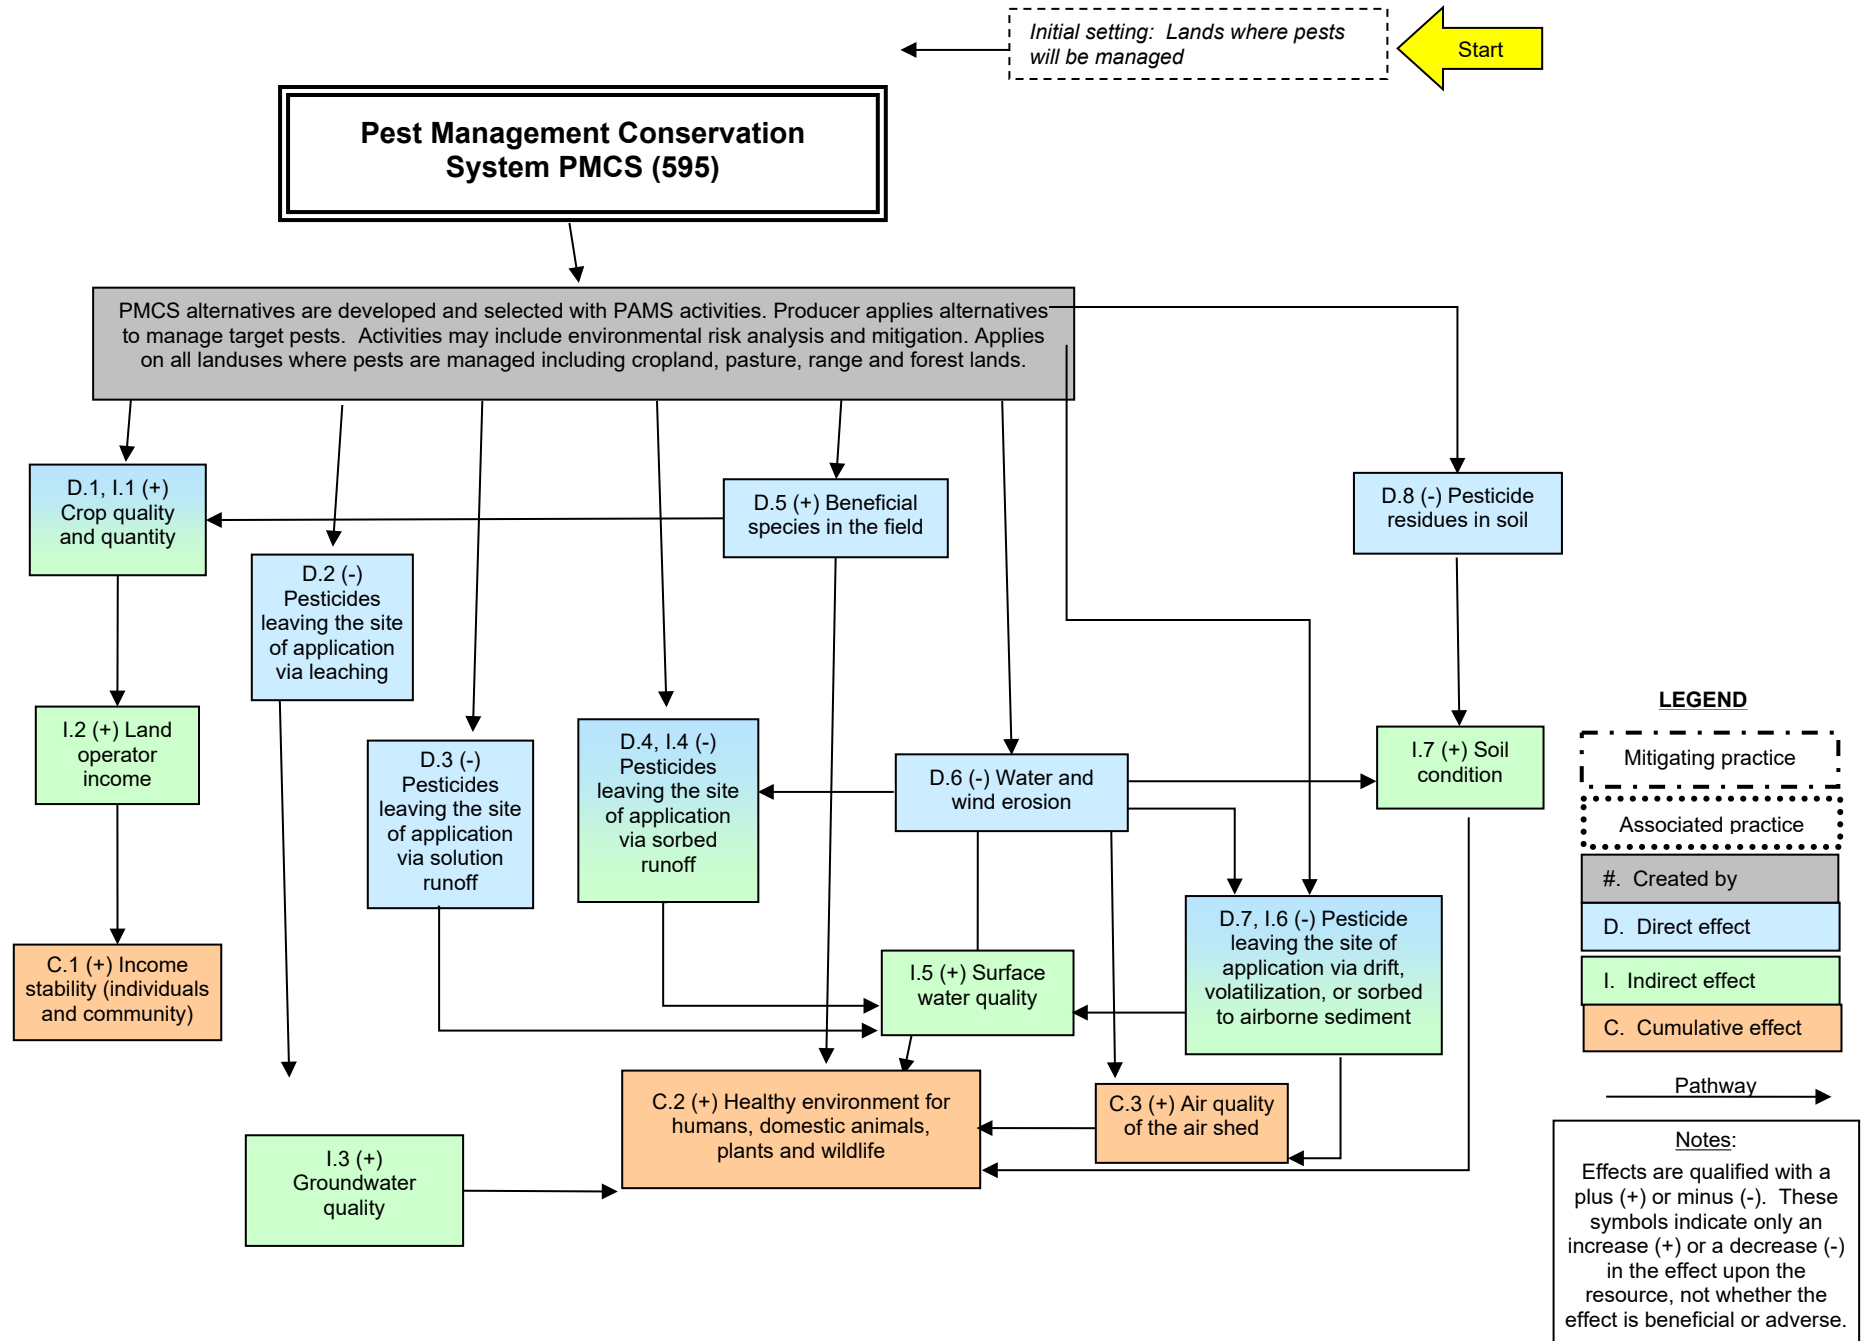 Initial setting: Lands where pests
will be managed
Start
Pest Management Conservation
System PMCS (595)
PMCS alternatives are developed and selected with PAMS activities. Producer applies alternatives
to manage target pests. Activities may include environmental risk analysis and mitigation. Applies
on all landuses where pests are managed including cropland, pasture, range and forest lands.
D.1, I.1 (+)
Crop quality
and quantity
D.5 (+) Beneficial
species in the field
D.8 (-) Pesticide
residues in soil
D.2 (-)
Pesticides
leaving the site
of application
via leaching
I.2 (+) Land
operator
income
D.3 (-)
Pesticides
leaving the site
of application
via solution
runoff
D.4, I.4 (-)
Pesticides
leaving the site
of application
via sorbed
runoff
D.6 (-) Water and
wind erosion
I.7 (+) Soil
condition
C.1 (+) Income
stability (individuals
and community)
I.5 (+) Surface
water quality
D.7, I.6 (-) Pesticide
leaving the site of
application via drift,
volatilization, or sorbed
to airborne sediment
C.2 (+) Healthy environment for
humans, domestic animals,
plants and wildlife
C.3 (+) Air quality
of the air shed
I.3 (+)
Groundwater
quality
LEGEND
Mitigating practice
Associated practice
#. Created by
D. Direct effect
I. Indirect effect
C. Cumulative effect
Pathway
Notes:
Effects are qualified with a
plus (+) or minus (-). These
symbols indicate only an
increase (+) or a decrease (-)
in the effect upon the
resource, not whether the
effect is beneficial or adverse.